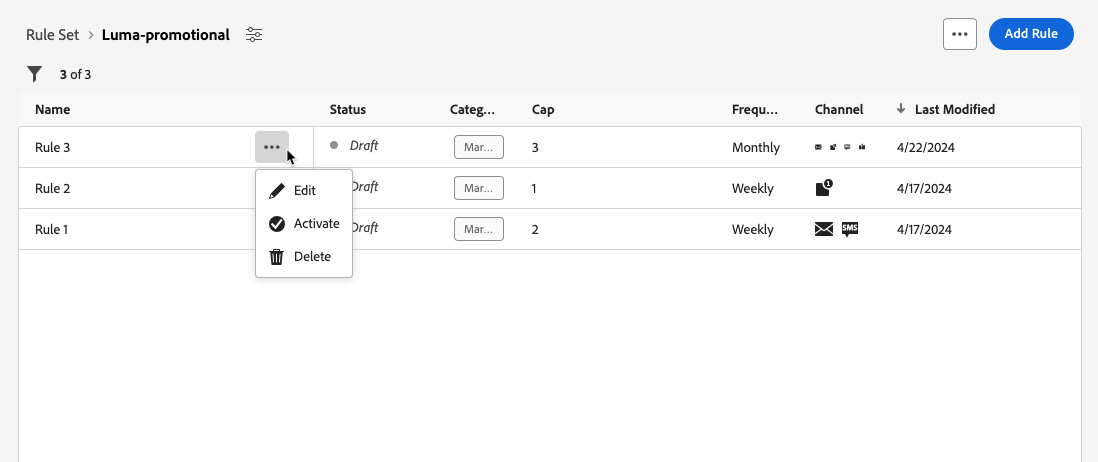 Rule Set > Luma-promotional
Add Rule
3 of 3
Name Status Categ... Cap Frequ... Channel Last Modified
Rule 3 Draft Mar... 3 Monthly 4/22/2024
Rule 2 Draft Mar... 1 Weekly 1 4/17/2024
Rule 1 Draft Mar... 2 Weekly SMS 4/17/2024
Edit
Activate
Delete